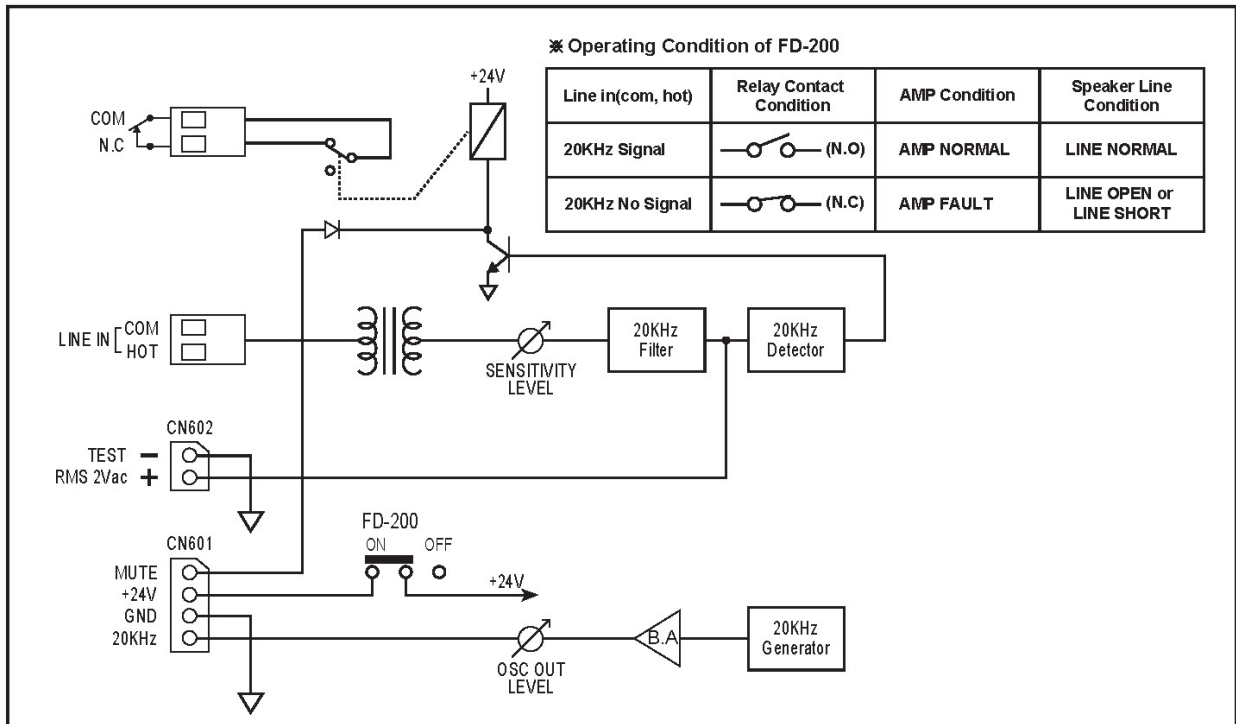 ※ Operating Condition of FD-200
Line in(com, hot)
Relay Contact
Condition
AMP Condition
Speaker Line
Condition
20KHz Signal
(N.O)
AMP NORMAL
LINE NORMAL
20KHz No Signal
(N.C)
AMP FAULT
LINE OPEN or
LINE SHORT
+24V
COM
N.C
LINE IN
COM
HOT
SENSITIVITY
LEVEL
20KHz
Filter
20KHz
Detector
CN602
TEST −
RMS 2Vac +
CN601
MUTE
+24V
GND
20KHz
FD-200
ON
OFF
+24V
OSC OUT
LEVEL
B.A
20KHz
Generator